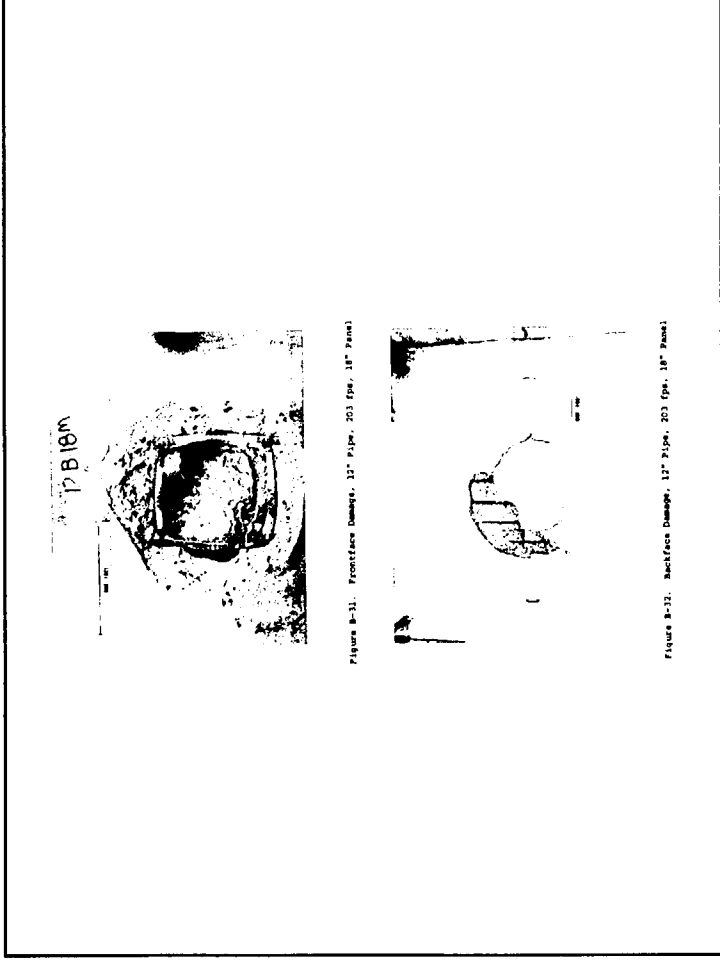 12B18M
Figure B-31. Frontface Damage, 12" Pipe, 203 fps, 18" Panel
Figure B-32. Backface Damage, 12" Pipe, 203 fps, 18" Panel